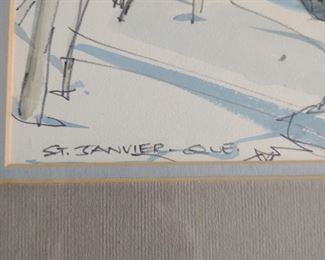 ST. JANVIER - QUE.